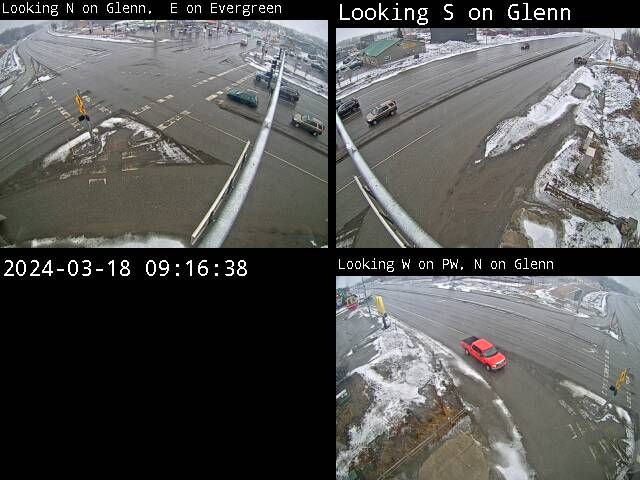 Looking N on Glenn,  E on Evergreen
Looking S on Glenn
2024-03-18 09:16:38
Looking W on PW, N on Glenn